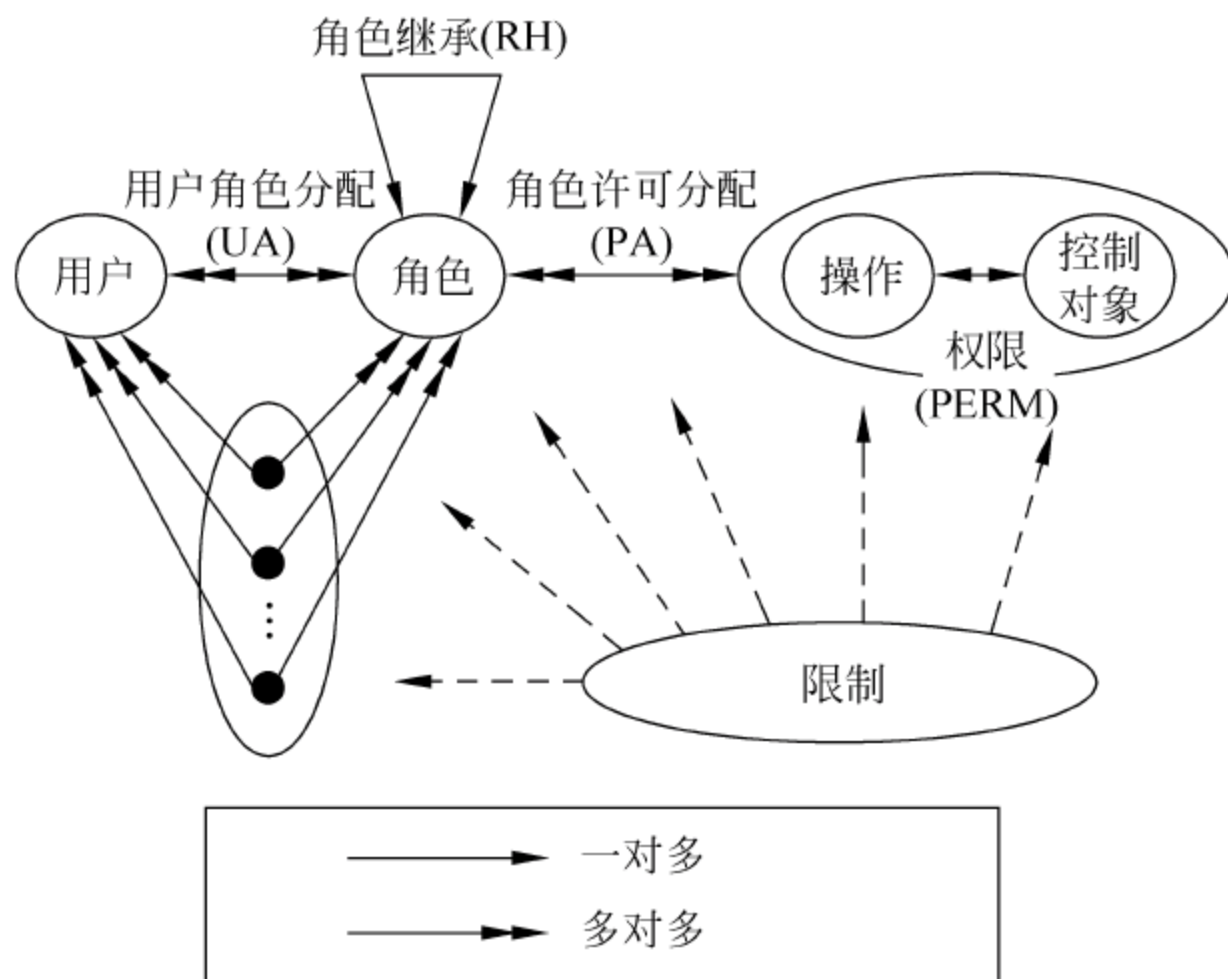 角色继承(RH)
用户角色分配
(UA)
角色许可分配
(PA)
用户
角色
操作
控制
对象
权限
(PERM)
限制
一对多
多对多